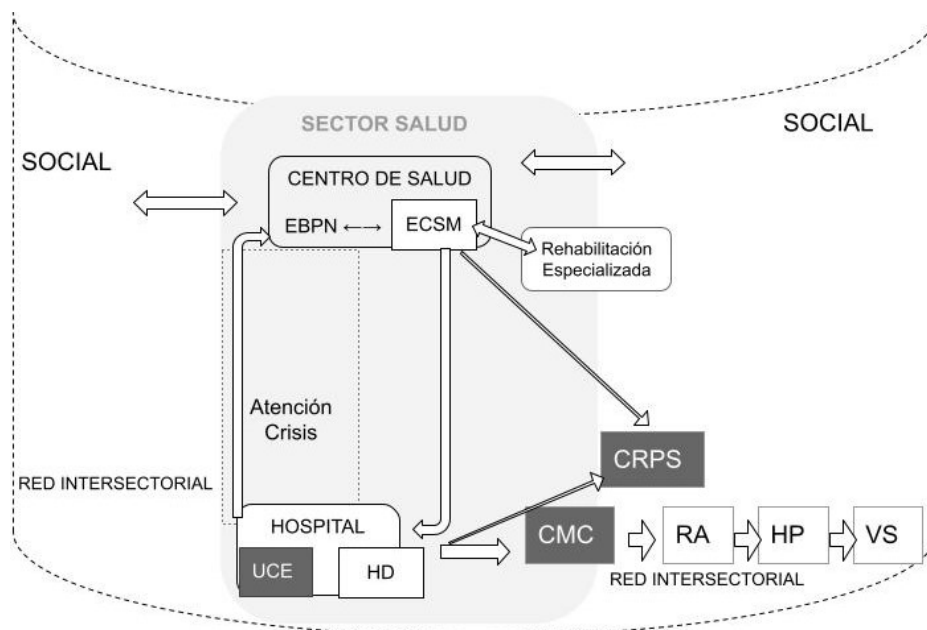 SECTOR SALUD
SOCIAL
SOCIAL
CENTRO DE SALUD
EBPN ←→ ECSM
Rehabilitación
Especializada
Atención
Crisis
CRPS
RED INTERSECTORIAL
HOSPITAL
UCE
HD
CMC
RA
HP
VS
RED INTERSECTORIAL